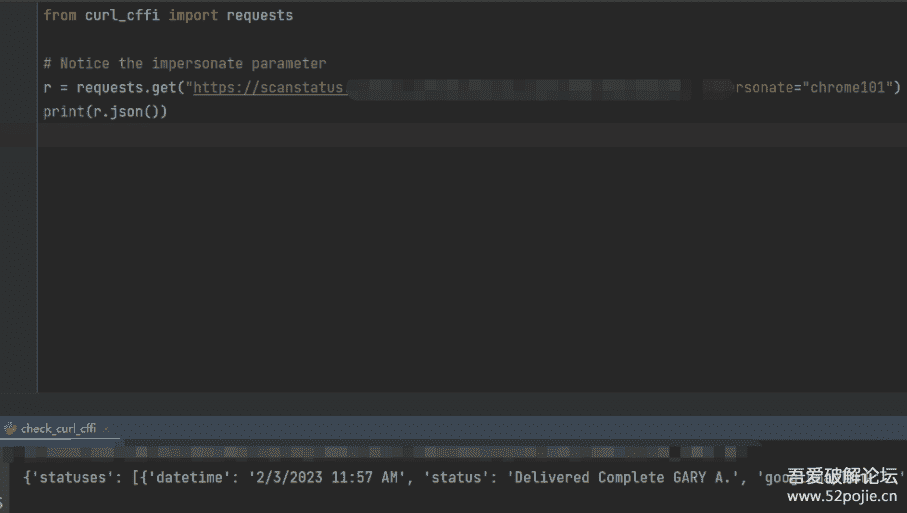 from curl_cffi import requests
# Notice the impersonate parameter
r = requests.get("https://scanstatus. rsonate="chrome101")
print(r.json())
check_curl_cffi
{'statuses': [{'datetime': '2/3/2023 11:57 AM', 'status': 'Delivered Complete GARY A.',
吾爱破解论坛
www.52pojie.cn